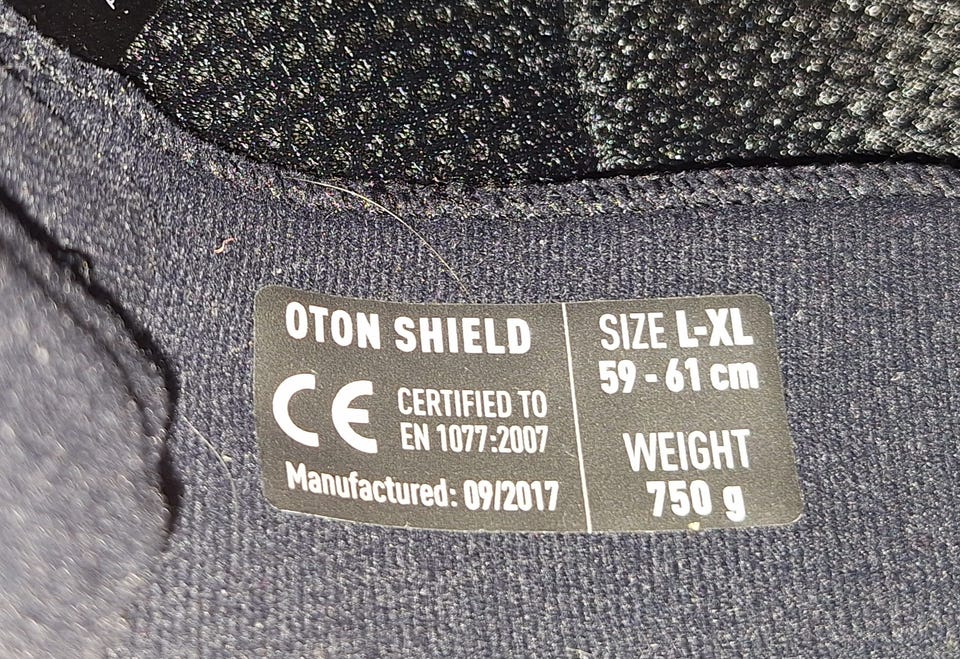 OTON SHIELD
CE CERTIFIED TO
EN 1077:2007
Manufactured: 09/2017
SIZE L-XL
59 - 61 cm
WEIGHT
750 g